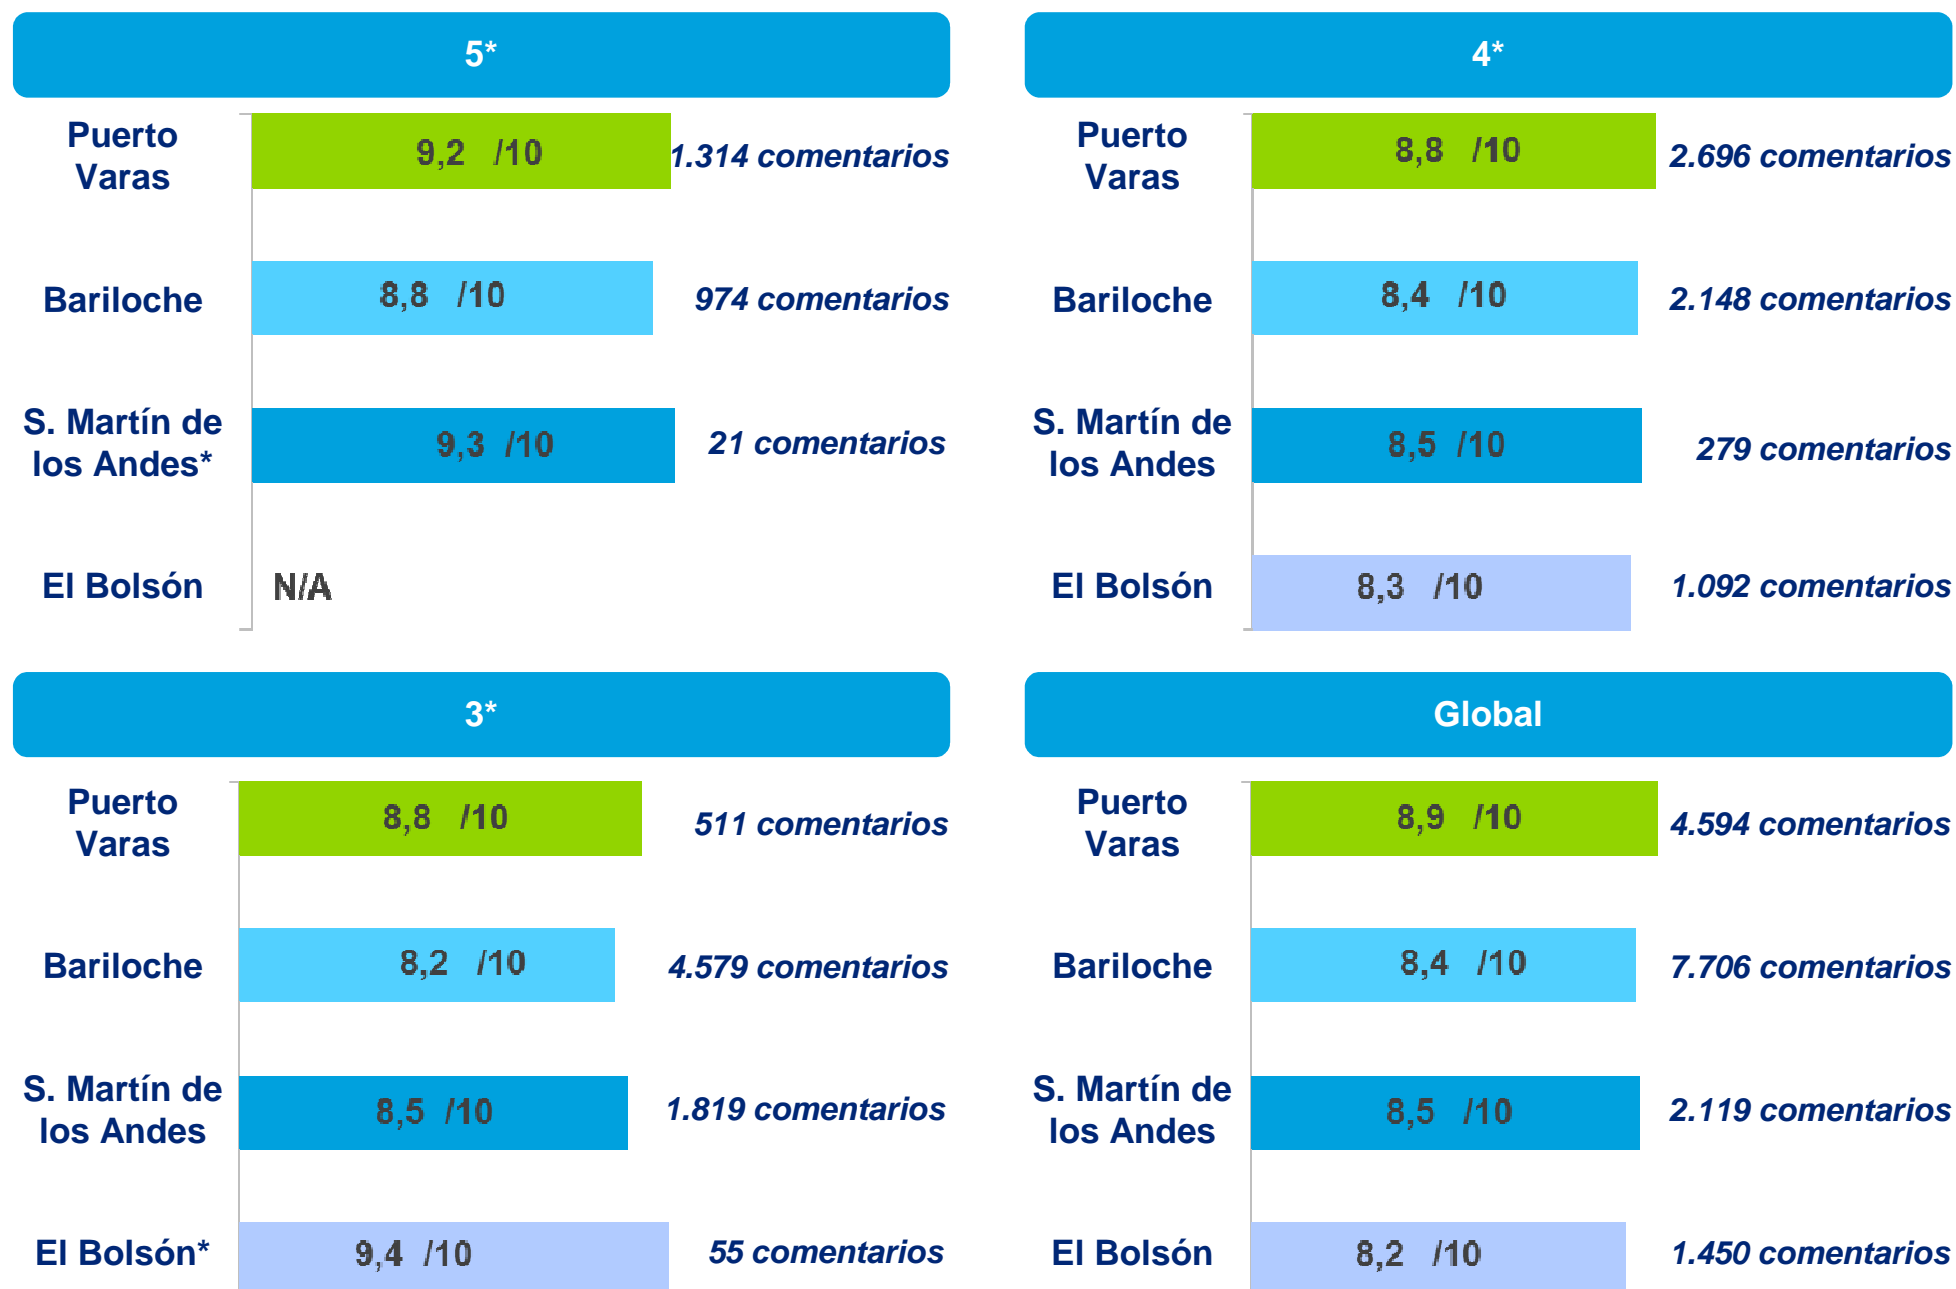 5*
Puerto
Varas
9,2 /10
1.314 comentarios
Bariloche
8,8 /10
974 comentarios
S. Martín de
los Andes*
9,3 /10
21 comentarios
El Bolsón
N/A
4*
Puerto
Varas
8,8 /10
2.696 comentarios
Bariloche
8,4 /10
2.148 comentarios
S. Martín de
los Andes
8,5 /10
279 comentarios
El Bolsón
8,3 /10
1.092 comentarios
3*
Puerto
Varas
8,8 /10
511 comentarios
Bariloche
8,2 /10
4.579 comentarios
S. Martín de
los Andes
8,5 /10
1.819 comentarios
El Bolsón*
9,4 /10
55 comentarios
Global
Puerto
Varas
8,9 /10
4.594 comentarios
Bariloche
8,4 /10
7.706 comentarios
S. Martín de
los Andes
8,5 /10
2.119 comentarios
El Bolsón
8,2 /10
1.450 comentarios